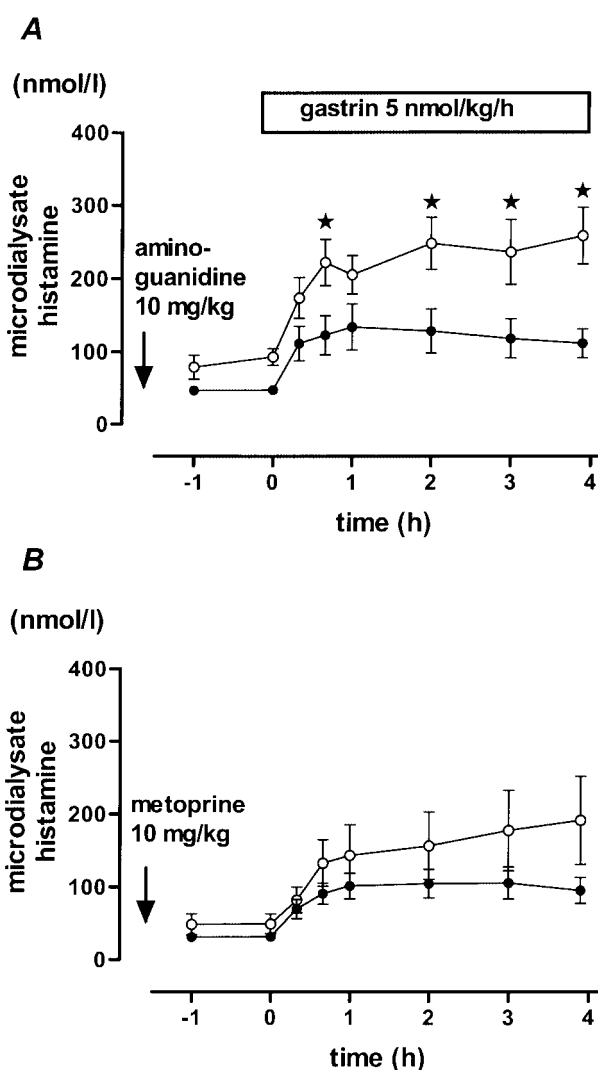 A
(nmol/l)
gastrin 5 nmol/kg/h
400
300
200
100
0
microdialysate
histamine
amino-
guanidine
10 mg/kg
-1 0 1 2 3 4
time (h)
B
(nmol/l)
400
300
200
100
0
microdialysate
histamine
metoprine
10 mg/kg
-1 0 1 2 3 4
time (h)